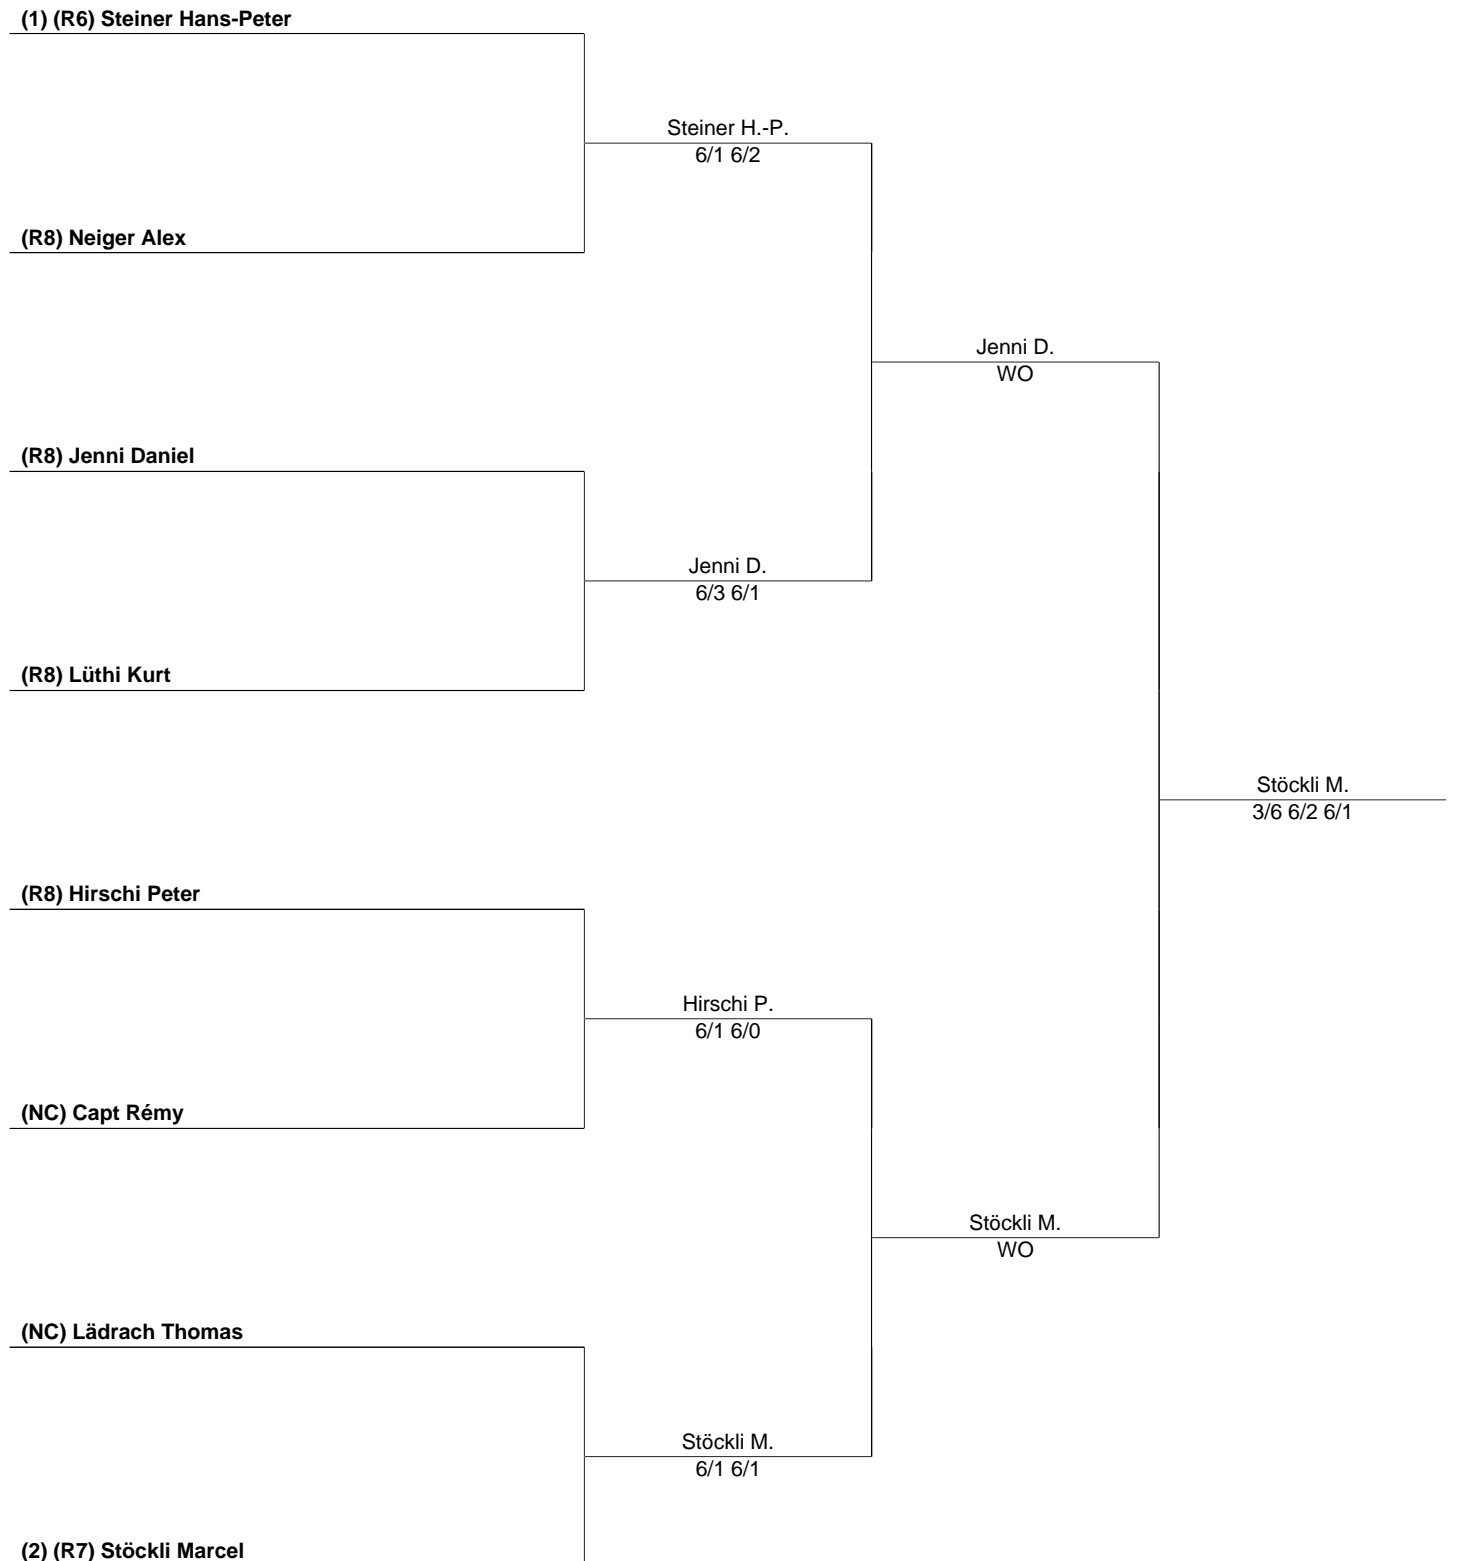 (1) (R6) Steiner Hans-Peter
Steiner H.-P.
6/1 6/2
(R8) Neiger Alex
Jenni D.
WO
(R8) Jenni Daniel
Jenni D.
6/3 6/1
(R8) Lüthi Kurt
Stöckli M.
3/6 6/2 6/1
(R8) Hirschi Peter
Hirschi P.
6/1 6/0
(NC) Capt Rémy
Stöckli M.
WO
(NC) Lädrach Thomas
Stöckli M.
6/1 6/1
(2) (R7) Stöckli Marcel